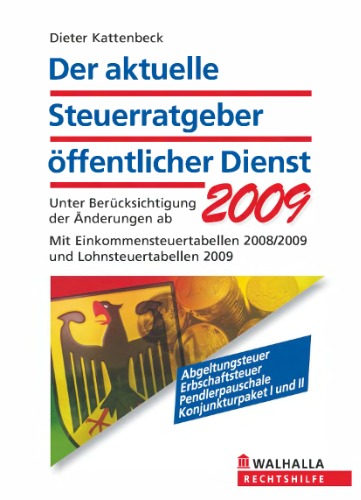 Dieter Kattenbeck
Der aktuelle
Steuerratgeber
öffentlicher Dienst
Unter Berücksichtigung
der Änderungen ab
2009
Mit Einkommensteuertabellen 2008/2009
und Lohnsteuertabellen 2009
Abgeltungsteuer
Erbschaftsteuer
Pendlerpauschale
Konjunkturpaket I und II
WALHALLA
RECHTSHILFE